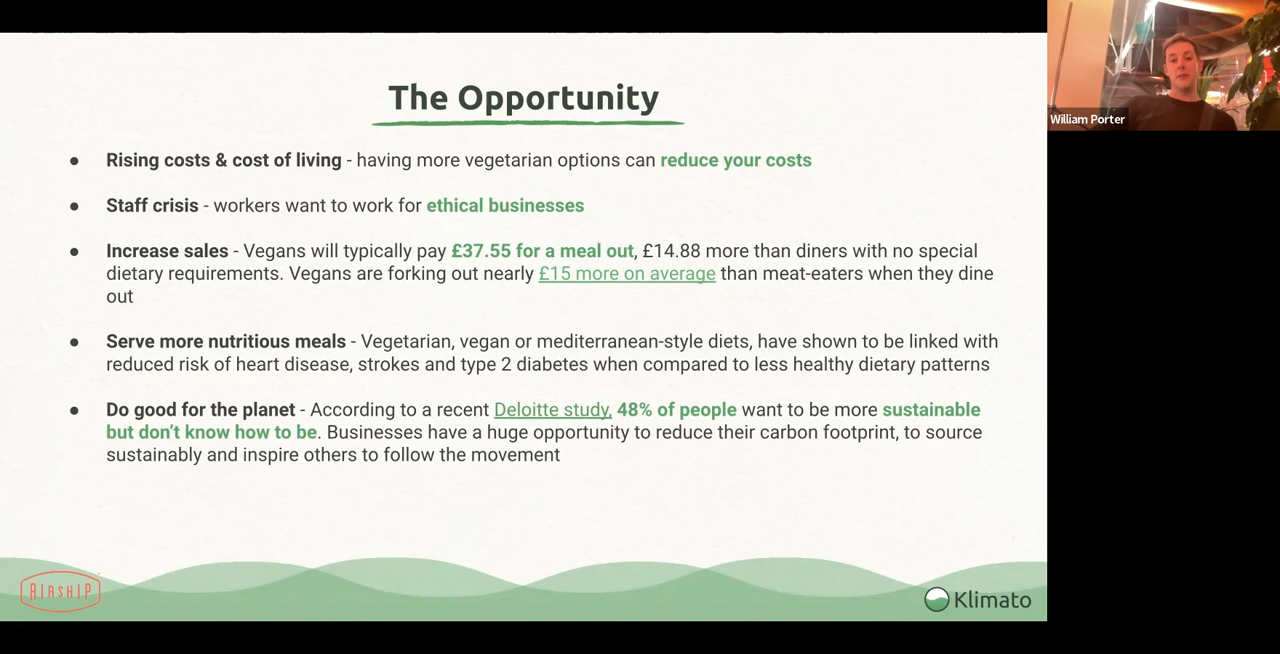 The Opportunity
● Rising costs & cost of living - having more vegetarian options can reduce your costs
● Staff crisis - workers want to work for ethical businesses
● Increase sales - Vegans will typically pay £37.55 for a meal out, £14.88 more than diners with no special
dietary requirements. Vegans are forking out nearly £15 more on average than meat-eaters when they dine
out
● Serve more nutritious meals - Vegetarian, vegan or mediterranean-style diets, have shown to be linked with
reduced risk of heart disease, strokes and type 2 diabetes when compared to less healthy dietary patterns
● Do good for the planet - According to a recent Deloitte study, 48% of people want to be more sustainable
but don’t know how to be. Businesses have a huge opportunity to reduce their carbon footprint, to source
sustainably and inspire others to follow the movement
AIRSHIP
Klimato
William Porter